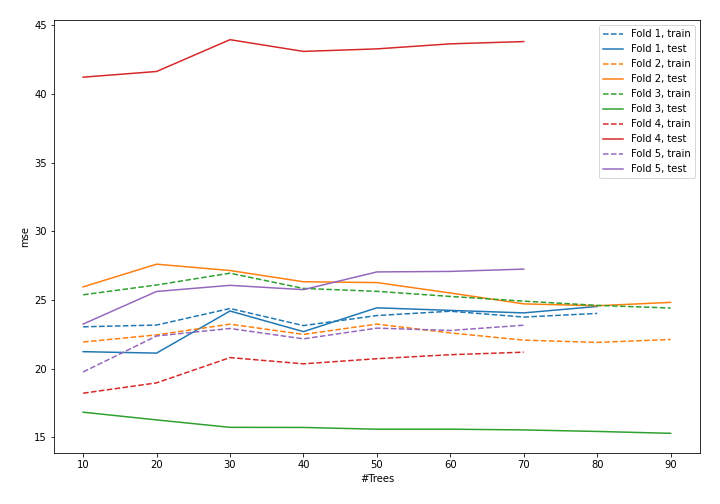 45
40
35
30
25
20
15
mse
10 20 30 40 50 60 70 80 90
#Trees
Fold 1, train
Fold 1, test
Fold 2, train
Fold 2, test
Fold 3, train
Fold 3, test
Fold 4, train
Fold 4, test
Fold 5, train
Fold 5, test